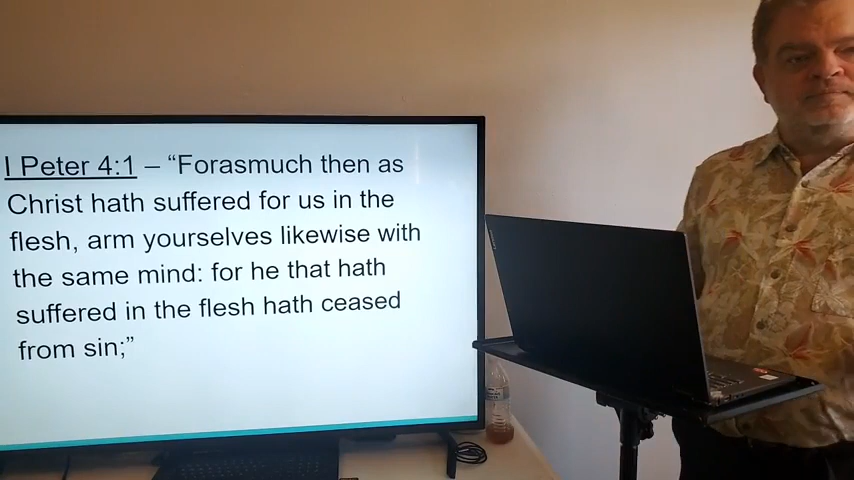 I Peter 4:1 – “Forasmuch then as
Christ hath suffered for us in the
flesh, arm yourselves likewise with
the same mind: for he that hath
suffered in the flesh hath ceased
from sin;”